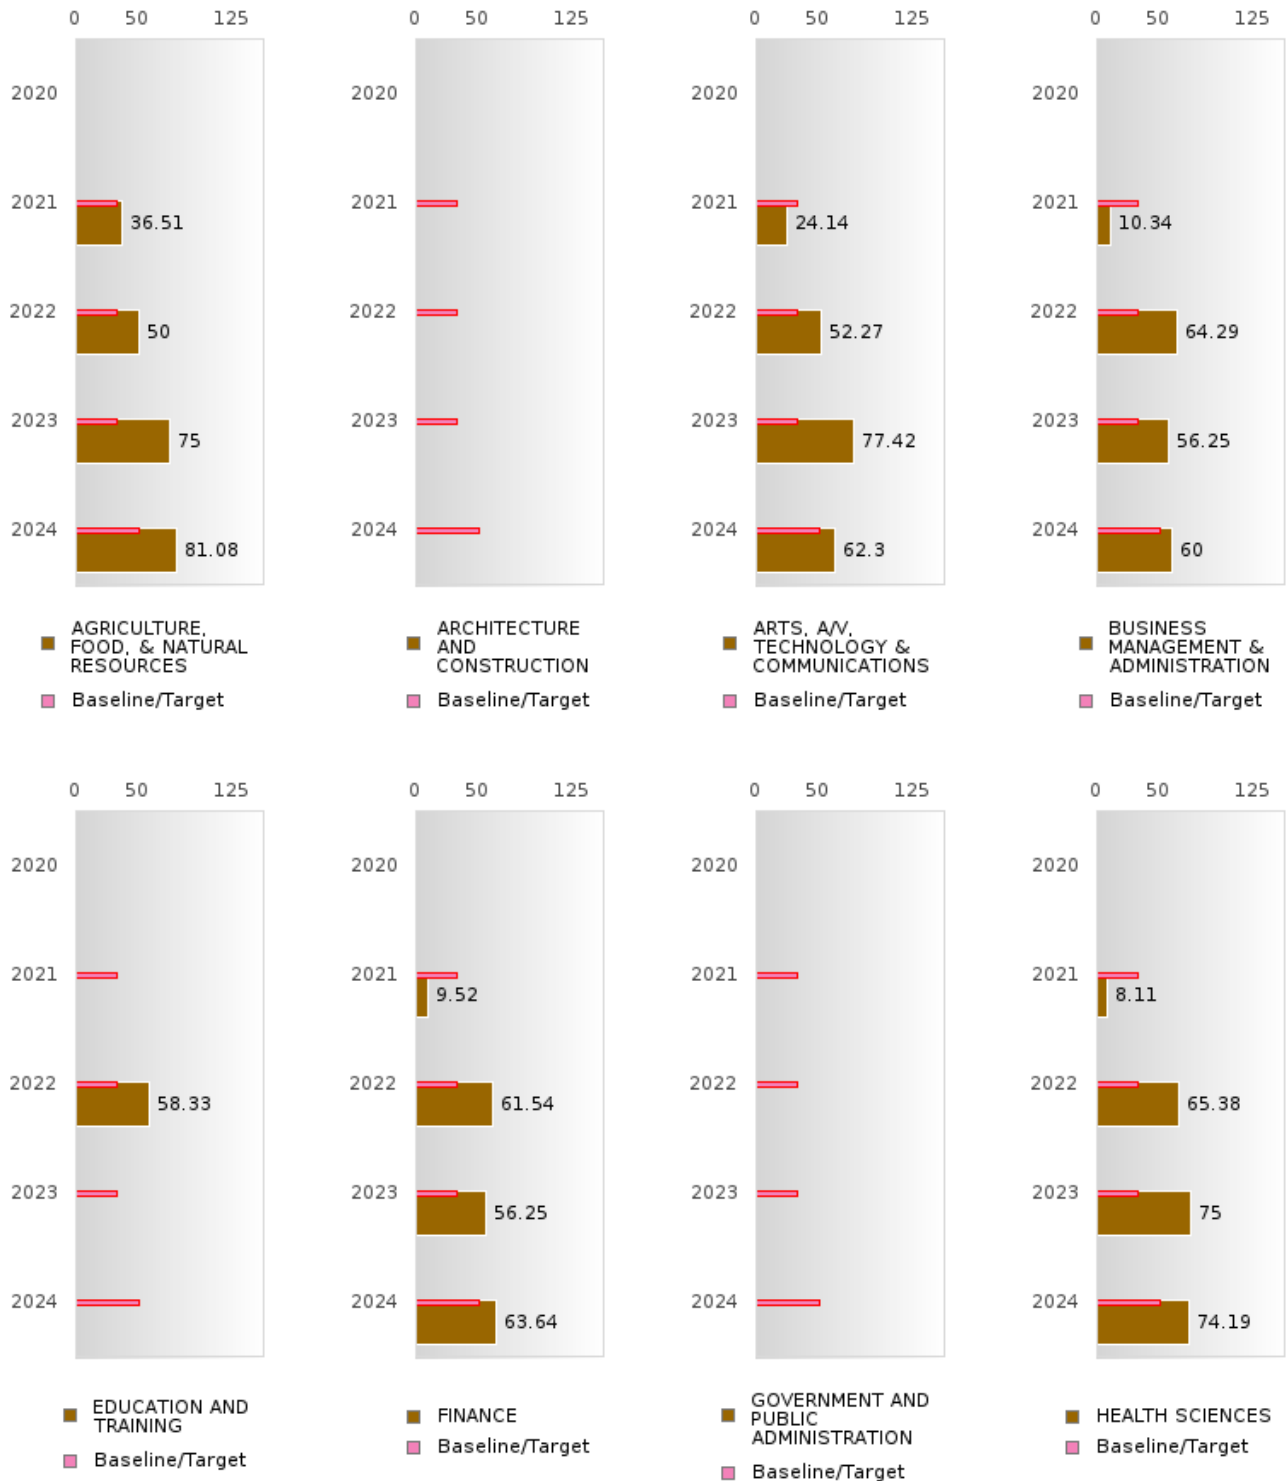 0 50 125
2020
2021
36.51
2022
50
2023
75
2024
81.08
AGRICULTURE,
FOOD, & NATURAL
RESOURCES
Baseline/Target
0 50 125
2020
2021
2022
2023
2024
ARCHITECTURE
AND
CONSTRUCTION
Baseline/Target
0 50 125
2020
2021
24.14
2022
52.27
2023
77.42
2024
62.3
ARTS, A/V,
TECHNOLOGY &
COMMUNICATIONS
Baseline/Target
0 50 125
2020
2021
10.34
2022
64.29
2023
56.25
2024
60
BUSINESS
MANAGEMENT &
ADMINISTRATION
Baseline/Target
0 50 125
2020
2021
2022
58.33
2023
2024
EDUCATION AND
TRAINING
Baseline/Target
0 50 125
2020
2021
9.52
2022
61.54
2023
56.25
2024
63.64
FINANCE
Baseline/Target
0 50 125
2020
2021
2022
2023
2024
GOVERNMENT AND
PUBLIC
ADMINISTRATION
Baseline/Target
0 50 125
2020
2021
8.11
2022
65.38
2023
75
2024
74.19
HEALTH SCIENCES
Baseline/Target